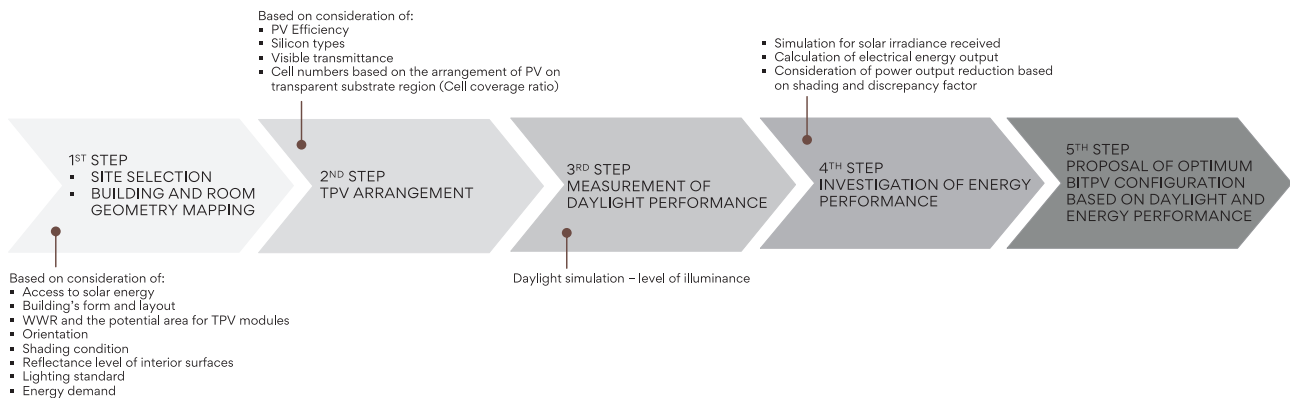 Based on consideration of:
▪ PV Efficiency
▪ Silicon types
▪ Visible transmittance
▪ Cell numbers based on the arrangement of PV on
transparent substrate region (Cell coverage ratio)
▪ Simulation for solar irradiance received
▪ Calculation of electrical energy output
▪ Consideration of power output reduction based
on shading and discrepancy factor
1ST STEP
▪ SITE SELECTION
▪ BUILDING AND ROOM
GEOMETRY MAPPING
2ND STEP
TPV ARRANGEMENT
3RD STEP
MEASUREMENT OF
DAYLIGHT PERFORMANCE
4TH STEP
INVESTIGATION OF ENERGY
PERFORMANCE
5TH STEP
PROPOSAL OF OPTIMUM
BITPV CONFIGURATION
BASED ON DAYLIGHT AND
ENERGY PERFORMANCE
Based on consideration of:
▪ Access to solar energy
▪ Building's form and layout
▪ WWR and the potential area for TPV modules
▪ Orientation
▪ Shading condition
▪ Reflectance level of interior surfaces
▪ Lighting standard
▪ Energy demand
Daylight simulation – level of illuminance